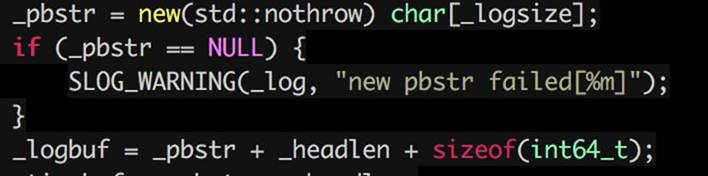 _pbstr = new(std::nothrow) char[_logsize];
if (_pbstr == NULL) {
SLOG_WARNING(_log, "new pbstr failed[%m]");
}
_logbuf = _pbstr + _headlen + sizeof(int64_t);